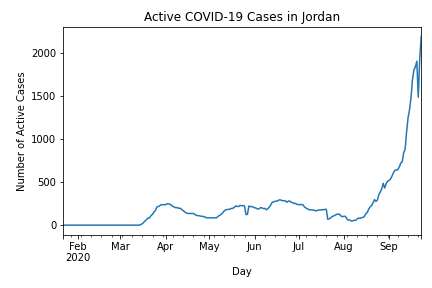 Active COVID-19 Cases in Jordan
Number of Active Cases
2000
1500
1000
500
0
Feb Mar Apr May Jun Jul Aug Sep
2020
Day